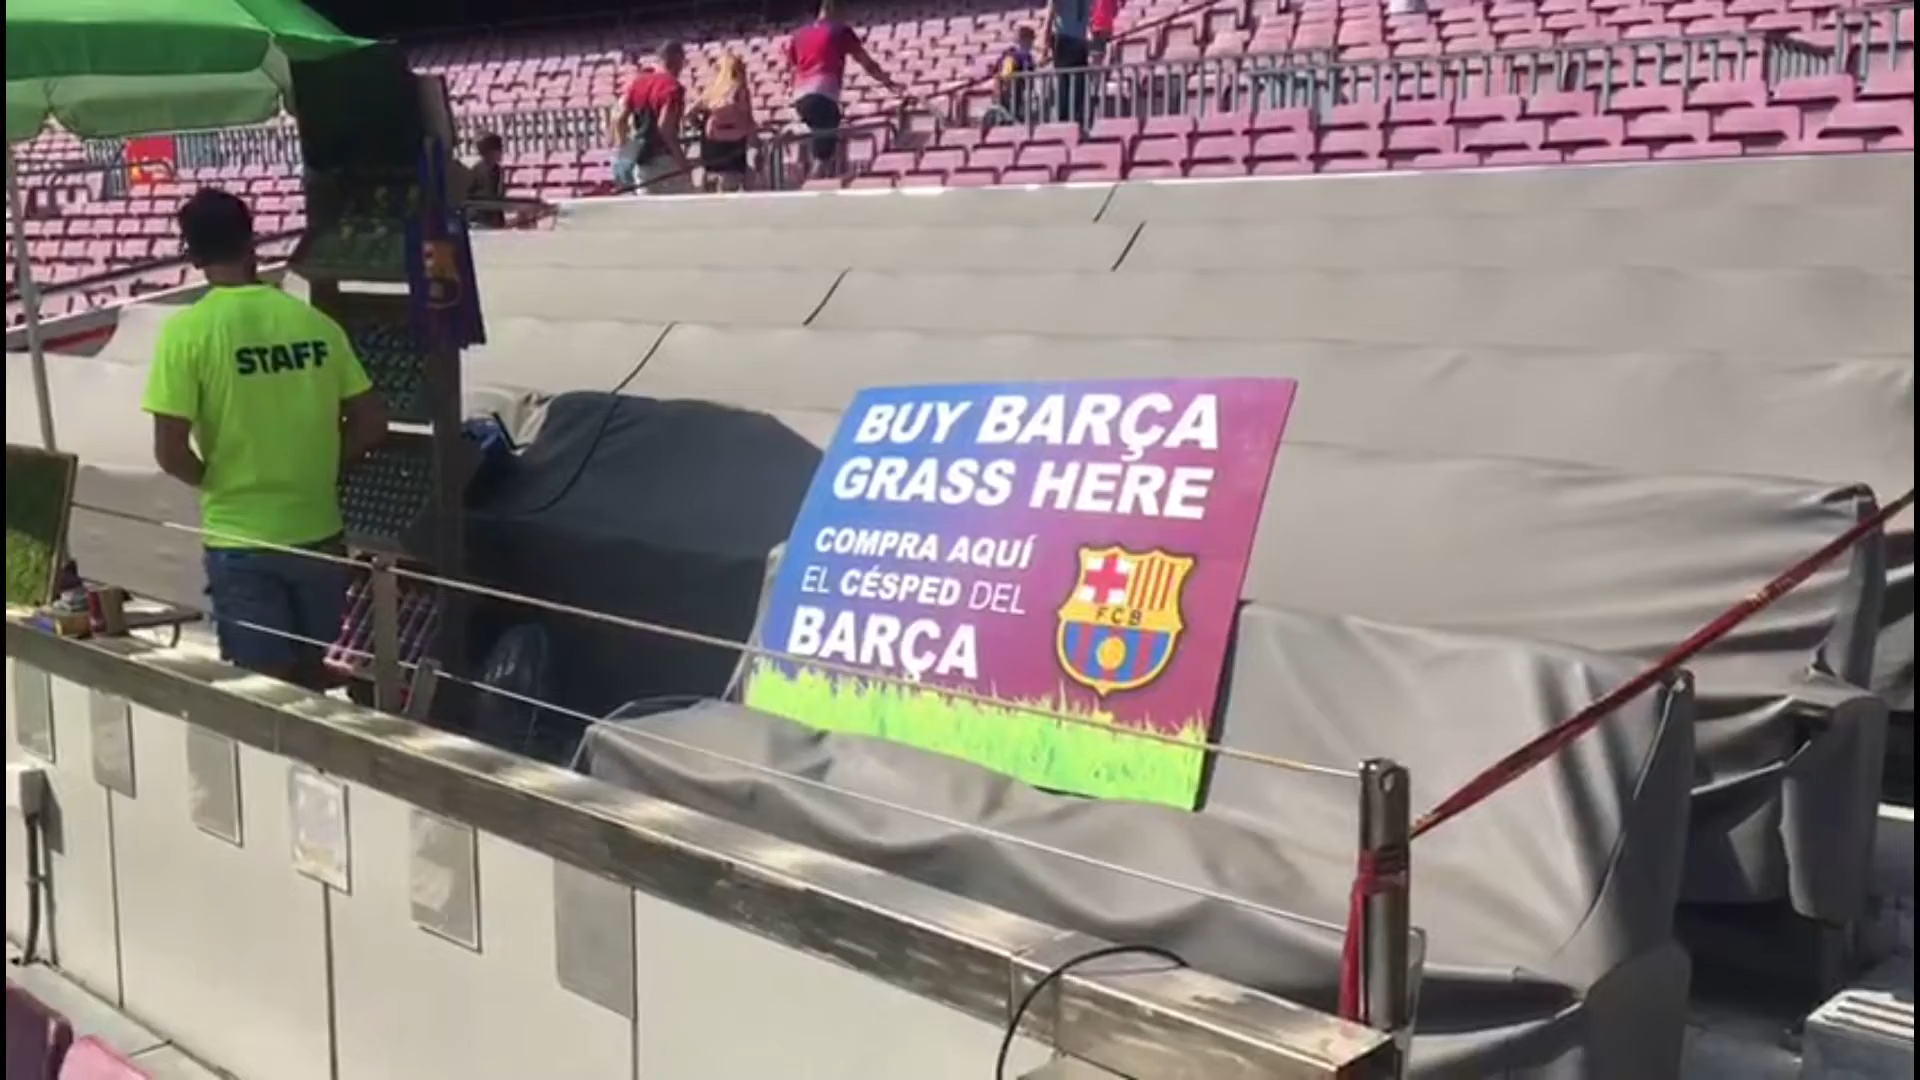 STAFF
BUY BARÇA
GRASS HERE
COMPRA AQUÍ
EL CÉSPED DEL
BARÇA
FCB